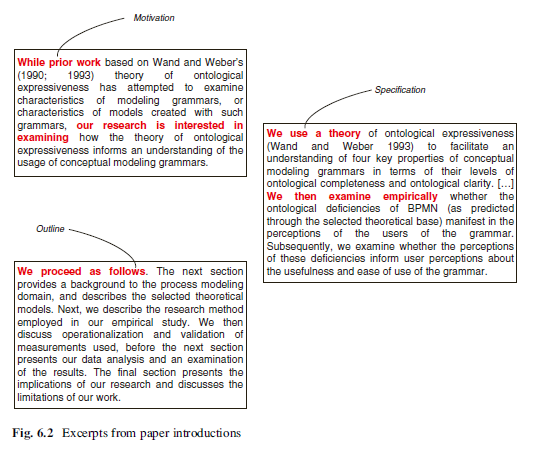 Motivation
While prior work based on Wand and Weber's
(1990; 1993) theory of ontological
expressiveness has attempted to examine
characteristics of modeling grammars, or
characteristics of models created with such
grammars, our research is interested in
examining how the theory of ontological
expressiveness informs an understanding of the
usage of conceptual modeling grammars.
Specification
We use a theory of ontological expressiveness
(Wand and Weber 1993) to facilitate an
understanding of four key properties of conceptual
modeling grammars in terms of their levels of
ontological completeness and ontological clarity. [...]
We then examine empirically whether the
ontological deficiencies of BPMN (as predicted
through the selected theoretical base) manifest in the
perceptions of the users of the grammar.
Subsequently, we examine whether the perceptions
of these deficiencies inform user perceptions about
the usefulness and ease of use of the grammar.
Outline
We proceed as follows. The next section
provides a background to the process modeling
domain, and describes the selected theoretical
models. Next, we describe the research method
employed in our empirical study. We then
discuss operationalization and validation of
measurements used, before the next section
presents our data analysis and an examination
of the results. The final section presents the
implications of our research and discusses the
limitations of our work.
Fig. 6.2 Excerpts from paper introductions